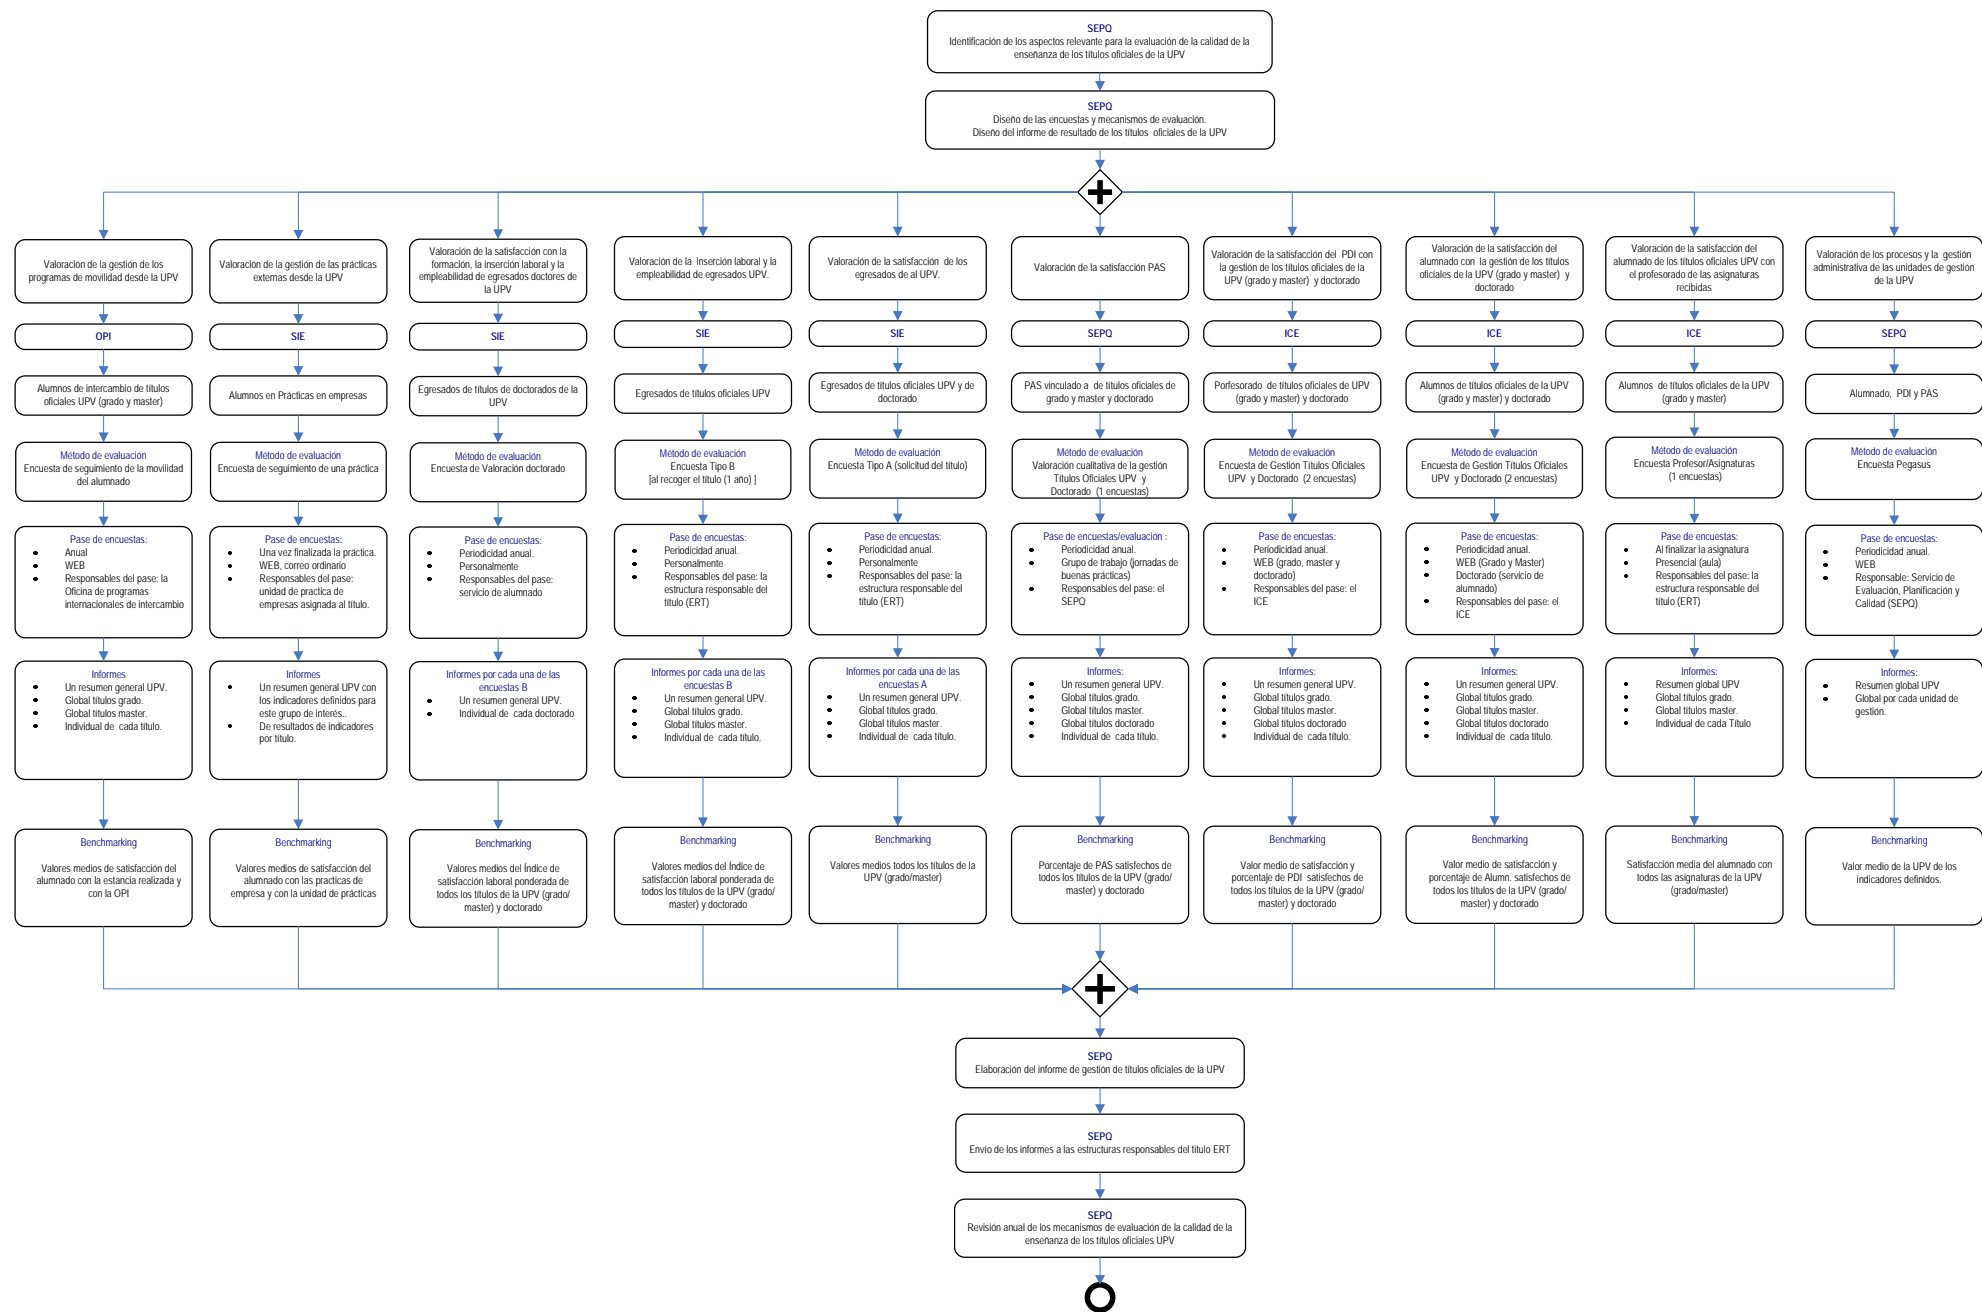 SEPQ
Identificación de los aspectos relevante para la evaluación de la calidad de la
enseñanza de los títulos oficiales de la UPV
SEPQ
Diseño de las encuestas y mecanismos de evaluación.
Diseño del informe de resultado de los títulos oficiales de la UPV
Valoración de la gestión de los
programas de movilidad desde la UPV
OPI
Alumnos de intercambio de títulos
oficiales UPV (grado y master)
Método de evaluación
Encuesta de seguimiento de la movilidad
del alumnado
Pase de encuestas:
Anual
WEB
Responsables del pase: la
Oficina de programas
internacionales de intercambio
Informes
Un resumen general UPV.
Global títulos grado.
Global títulos master.
Individual de cada título.
Benchmarking
Valores medios de satisfacción del
alumnado con la estancia realizada y
con la OPI
Valoración de la gestión de las prácticas
externas desde la UPV
SIE
Alumnos en Prácticas en empresas
Método de evaluación
Encuesta de seguimiento de una práctica
Pase de encuestas:
Una vez finalizada la práctica.
WEB, correo ordinario
Responsables del pase:
unidad de practica de
empresas asignada al título.
Informes
Un resumen general UPV con
los indicadores definidos para
este grupo de interés..
De resultados de indicadores
por título.
Benchmarking
Valores medios de satisfacción del
alumnado con las practicas de
empresa y con la unidad de prácticas
Valoración de la satisfacción con la
formación, la inserción laboral y la
empleabilidad de egresados doctores de
la UPV
SIE
Egresados de títulos de doctorados de la
UPV
Método de evaluación
Encuesta de Valoración doctorado
Pase de encuestas:
Periodicidad anual.
Personalmente
Responsables del pase:
servicio de alumnado
Informes por cada una de las
encuestas B
Un resumen general UPV.
Individual de cada doctorado
Benchmarking
Valores medios del Índice de
satisfacción laboral ponderada de
todos los títulos de la UPV (grado/
master) y doctorado
Valoración de la inserción laboral y la
empleabilidad de egresados UPV.
SIE
Egresados de títulos oficiales UPV
Método de evaluación
Encuesta Tipo B
[al recoger el título (1 año) ]
Pase de encuestas:
Periodicidad anual.
Personalmente
Responsables del pase: la
estructura responsable del
título (ERT)
Informes por cada una de las
encuestas B
Un resumen general UPV.
Global títulos grado.
Global títulos master.
Individual de cada título.
Benchmarking
Valores medios del Índice de
satisfacción laboral ponderada de
todos los títulos de la UPV (grado/
master) y doctorado
Valoración de la satisfacción de los
egresados de al UPV.
SIE
Egresados de títulos oficiales UPV y de
doctorado
Método de evaluación
Encuesta Tipo A (solicitud del título)
Pase de encuestas:
Periodicidad anual.
Personalmente
Responsables del pase: la
estructura responsable del
título (ERT)
Informes por cada una de las
encuestas A
Un resumen general UPV.
Global títulos grado.
Global títulos master.
Individual de cada título.
Benchmarking
Valores medios todos los títulos de la
UPV (grado/master)
Valoración de la satisfacción PAS
SEPQ
PAS vinculado a de títulos oficiales de
grado y master y doctorado
Método de evaluación
Valoración cualitativa de la gestión
Títulos Oficiales UPV y
Doctorado (1 encuestas)
Pase de encuestas/evaluación :
Periodicidad anual.
Grupo de trabajo (jornadas de
buenas prácticas)
Responsables del pase: el
SEPQ
Informes:
Un resumen general UPV.
Global títulos grado.
Global títulos master.
Global títulos doctorado
Individual de cada título.
Benchmarking
Porcentaje de PAS satisfechos de
todos los títulos de la UPV (grado/
master) y doctorado
Valoración de la satisfacción del PDI con
la gestión de los títulos oficiales de la
UPV (grado y master) y doctorado
ICE
Porfesorado de títulos oficiales de UPV
(grado y master) y doctorado
Método de evaluación
Encuesta de Gestión Títulos Oficiales
UPV y Doctorado (2 encuestas)
Pase de encuestas:
Periodicidad anual.
WEB (grado, master y
doctorado)
Responsables del pase: el
ICE
Informes:
Un resumen general UPV.
Global títulos grado.
Global títulos master.
Global títulos doctorado
Individual de cada título.
Benchmarking
Valor medio de satisfacción y
porcentaje de PDI satisfechos de
todos los títulos de la UPV (grado/
master) y doctorado
Valoración de la satisfacción del
alumnado con la gestión de los títulos
oficiales de la UPV (grado y master) y
doctorado
ICE
Alumnos de títulos oficiales de la UPV
(grado y master) y doctorado
Método de evaluación
Encuesta de Gestión Títulos Oficiales
UPV y Doctorado (2 encuestas)
Pase de encuestas:
Periodicidad anual.
WEB (Grado y Master)
Doctorado (servicio de
alumnado)
Responsables del pase: el
ICE
Informes:
Un resumen general UPV.
Global títulos grado.
Global títulos master.
Global títulos doctorado
Individual de cada título.
Benchmarking
Valor medio de satisfacción y
porcentaje de Alumn. satisfechos de
todos los títulos de la UPV (grado/
master) y doctorado
Valoración de la satisfacción del
alumnado de los títulos oficiales UPV con
el profesorado de las asignaturas
recibidas
ICE
Alumnos de títulos oficiales de la UPV
(grado y master)
Método de evaluación
Encuesta Profesor/Asignaturas
(1 encuestas)
Pase de encuestas:
Al finalizar la asignatura
Presencial (aula)
Responsables del pase: la
estructura responsable del
título (ERT)
Informes:
Resumen global UPV
Global títulos grado.
Global títulos master.
Individual de cada Título
Benchmarking
Satisfacción media del alumnado con
todos las asignaturas de la UPV
(grado/master)
Valoración de los procesos y la gestión
administrativa de las unidades de gestión
de la UPV
SEPQ
Alumnado, PDI y PAS
Método de evaluación
Encuesta Pegasus
Pase de encuestas:
Periodicidad anual.
WEB
Responsable: Servicio de
Evaluación, Planificación y
Calidad (SEPQ)
Informes:
Resumen global UPV
Global por cada unidad de
gestión.
Benchmarking
Valor medio de la UPV de los
indicadores definidos.
SEPQ
Elaboración del informe de gestión de títulos oficiales de la UPV
SEPQ
Envío de los informes a las estructuras responsables del título ERT
SEPQ
Revisión anual de los mecanismos de evaluación de la calidad de la
enseñanza de los títulos oficiales UPV